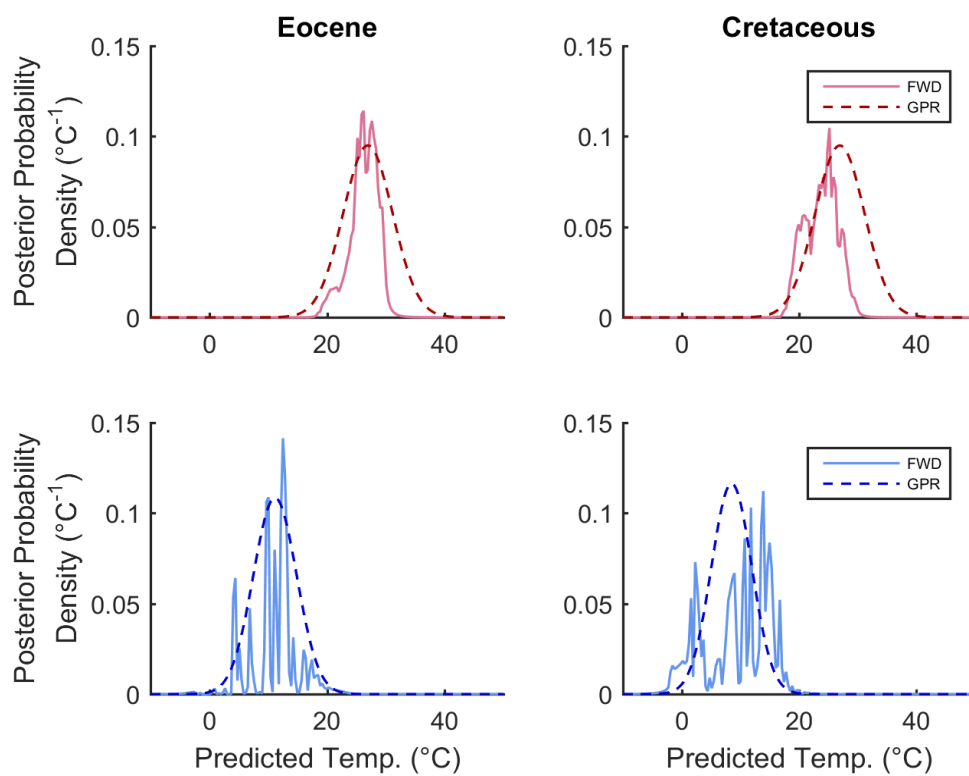 Eocene
Cretaceous
Posterior Probability
Density (°C-1)
0.15
0.1
0.05
0
0
20
40
0.15
0.1
0.05
0
0
20
40
FWD
GPR
Posterior Probability
Density (°C-1)
0.15
0.1
0.05
0
0
20
40
Predicted Temp. (°C)
0.15
0.1
0.05
0
0
20
40
Predicted Temp. (°C)
FWD
GPR